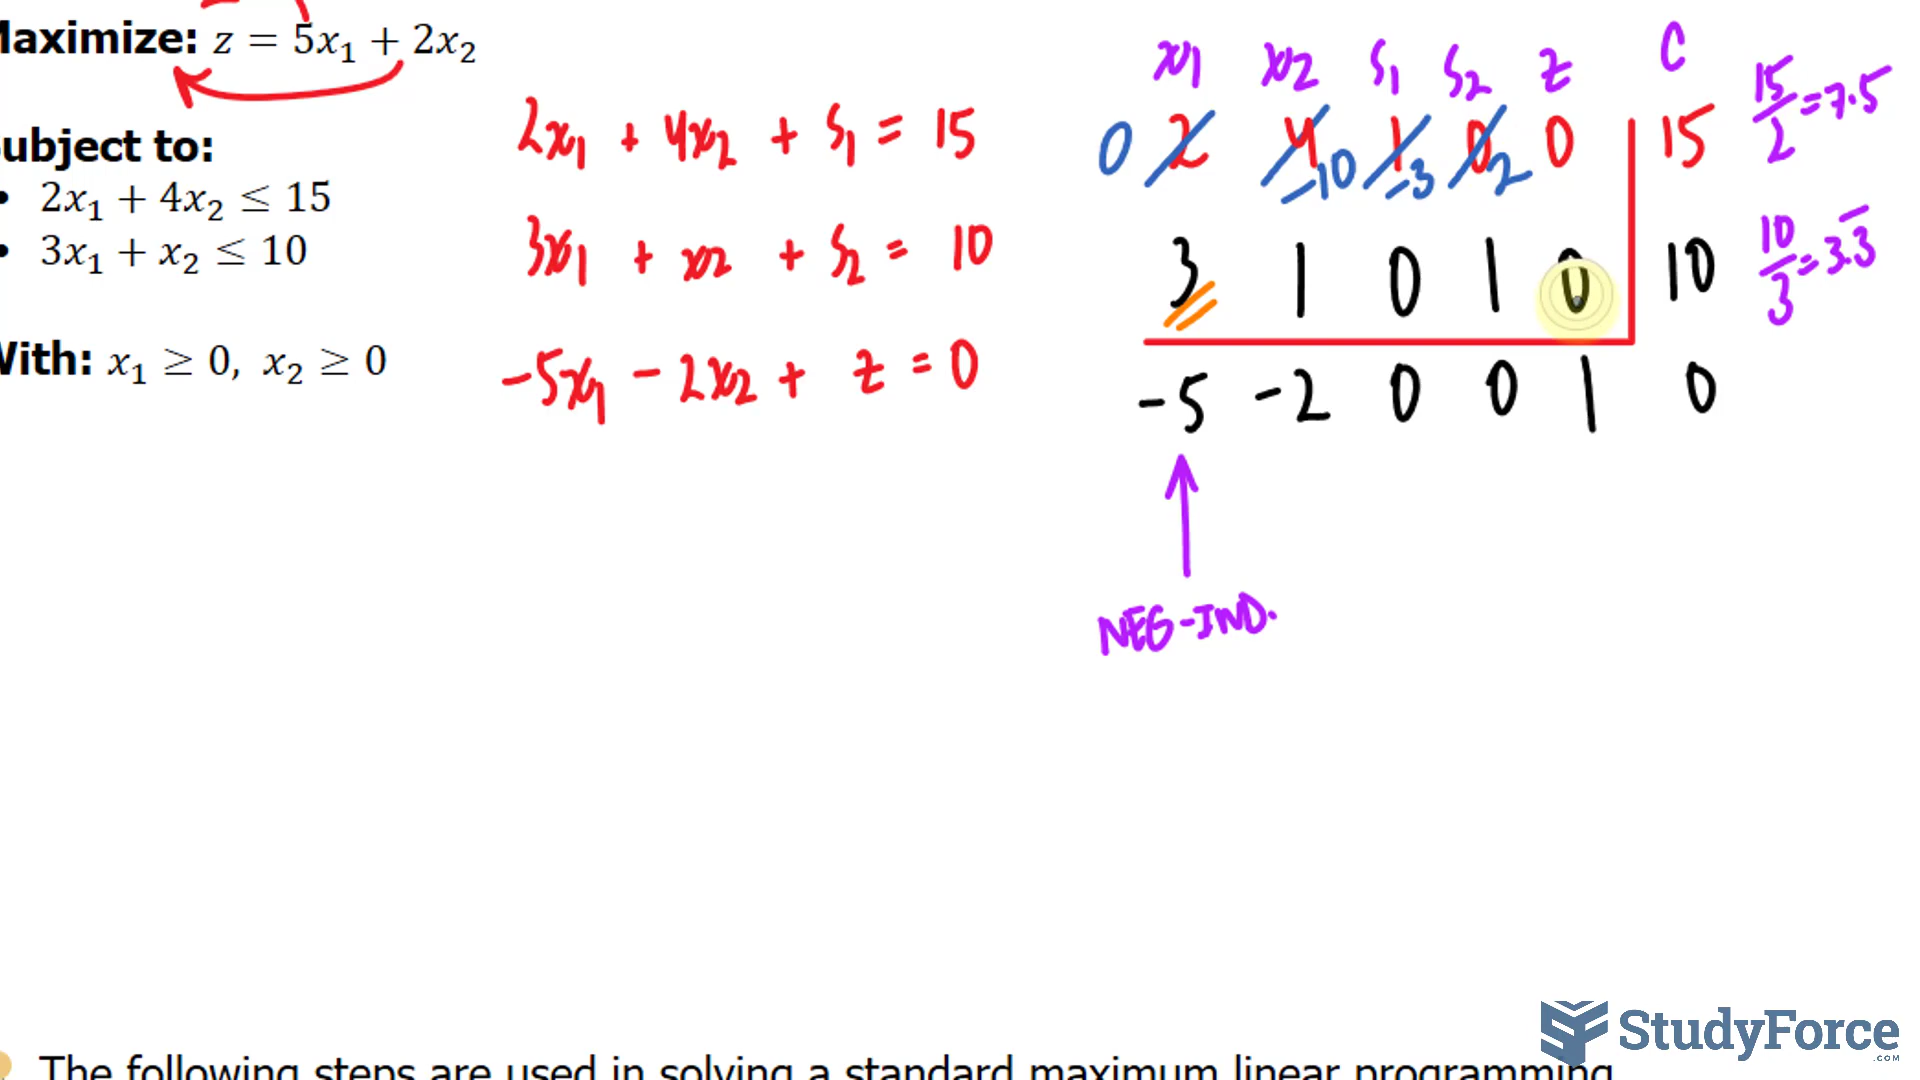 Maximize: z = 5x₁ + 2x₂
Subject to:
• 2x₁ + 4x₂ ≤ 15
• 3x₁ + x₂ ≤ 10
With: x₁ ≥ 0, x₂ ≥ 0
2x₁ + 4x₂ + s₁ = 15
3x₁ + x₂ + s₂ = 10
-5x₁ - 2x₂ + z = 0
x₁ x₂ s₁ s₂ z C
0 2 4 -10 1 -3 0 2 0 15 15/2 = 7.5
3 1 0 1 0 10 10/3 = 3.3̅
-5 -2 0 0 1 0
NEG-IND.
The following steps are used in solving a standard maximum linear programming
StudyForce
.COM